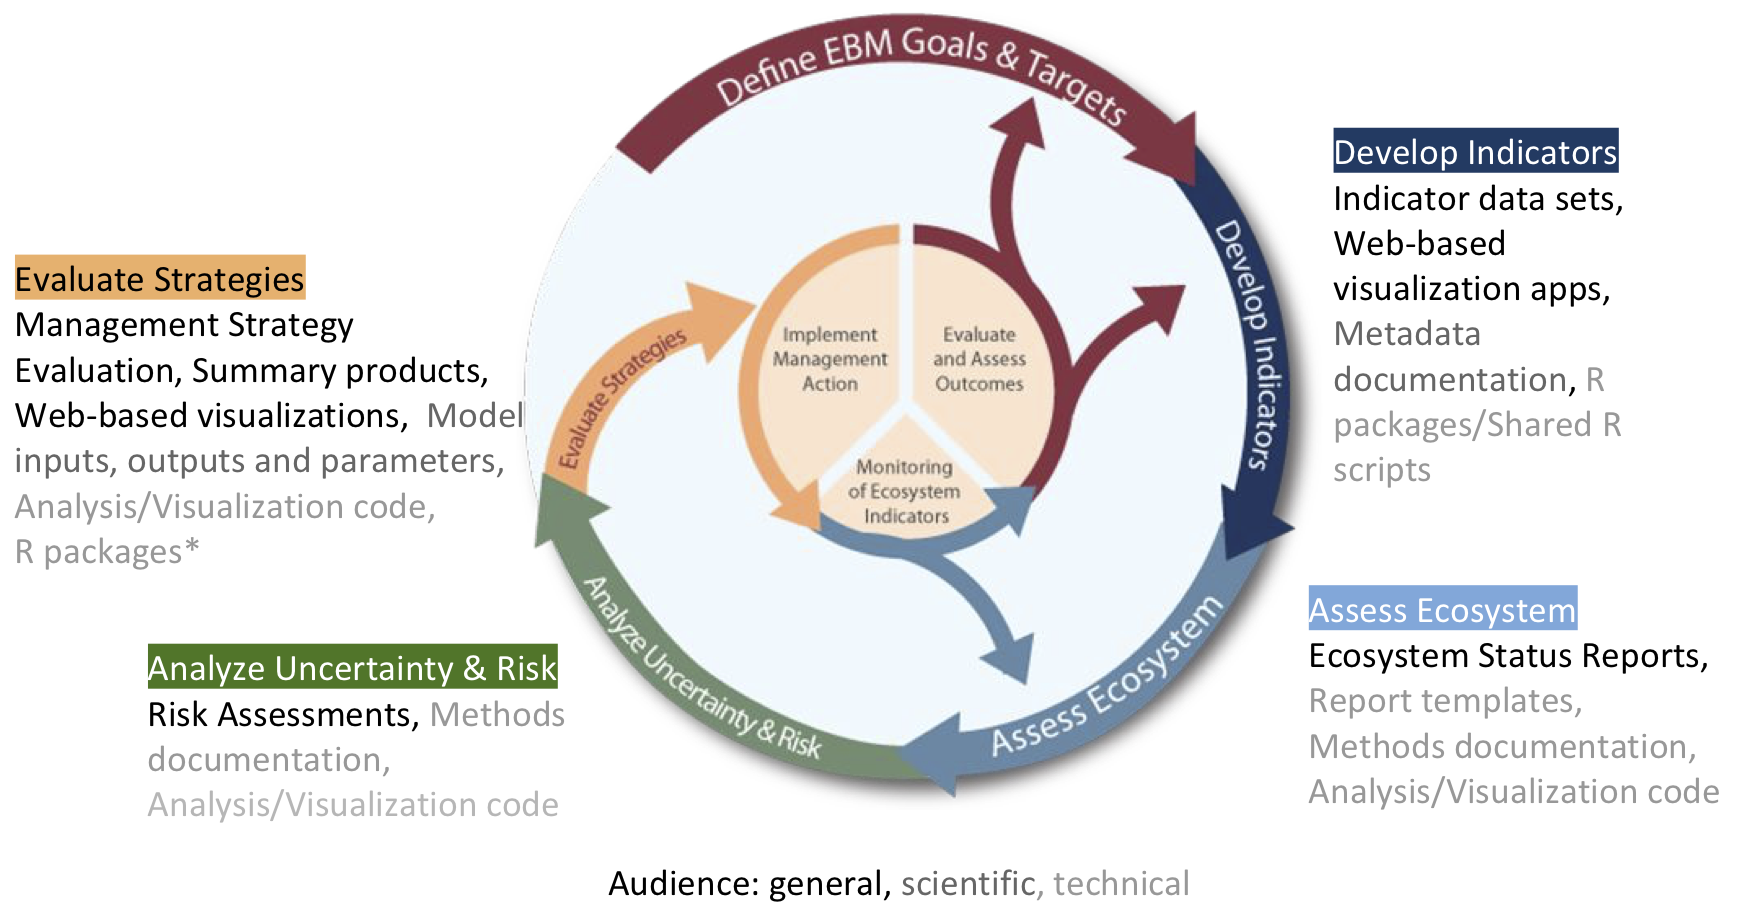 Define EBM Goals & Targets
Develop Indicators
Assess Ecosystem
Analyze Uncertainty & Risk
Evaluate Strategies
Implement
Management
Action
Evaluate
and Assess
Outcomes
Monitoring
of Ecosystem
Indicators
Develop Indicators
Indicator data sets,
Web-based
visualization apps,
Metadata
documentation, R
packages/Shared R
scripts
Assess Ecosystem
Ecosystem Status Reports,
Report templates,
Methods documentation,
Analysis/Visualization code
Evaluate Strategies
Management Strategy
Evaluation, Summary products,
Web-based visualizations, Model
inputs, outputs and parameters,
Analysis/Visualization code,
R packages*
Analyze Uncertainty & Risk
Risk Assessments, Methods
documentation,
Analysis/Visualization code
Audience: general, scientific, technical